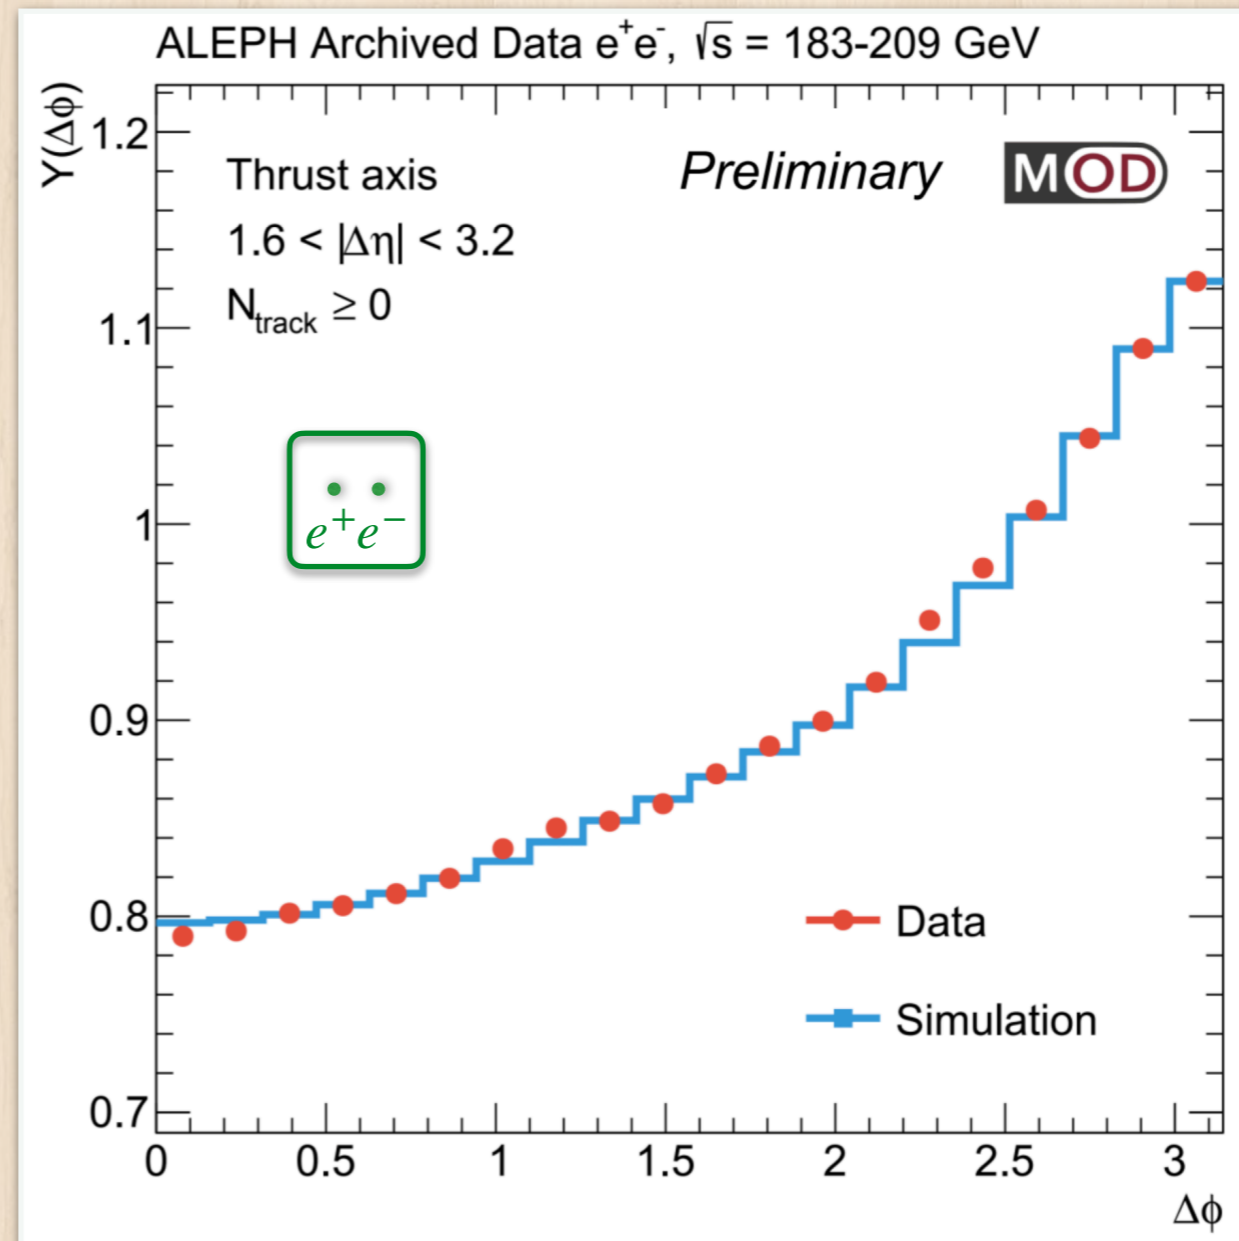 ALEPH Archived Data e⁺e⁻, √s = 183-209 GeV
Y(Δϕ)
1.2
Thrust axis
Preliminary
MOD
1.6 < |Δη| < 3.2
N_track ≥ 0
1.1
1
e⁺e⁻
0.9
0.8
Data
Simulation
0.7
0 0.5 1 1.5 2 2.5 3
Δϕ